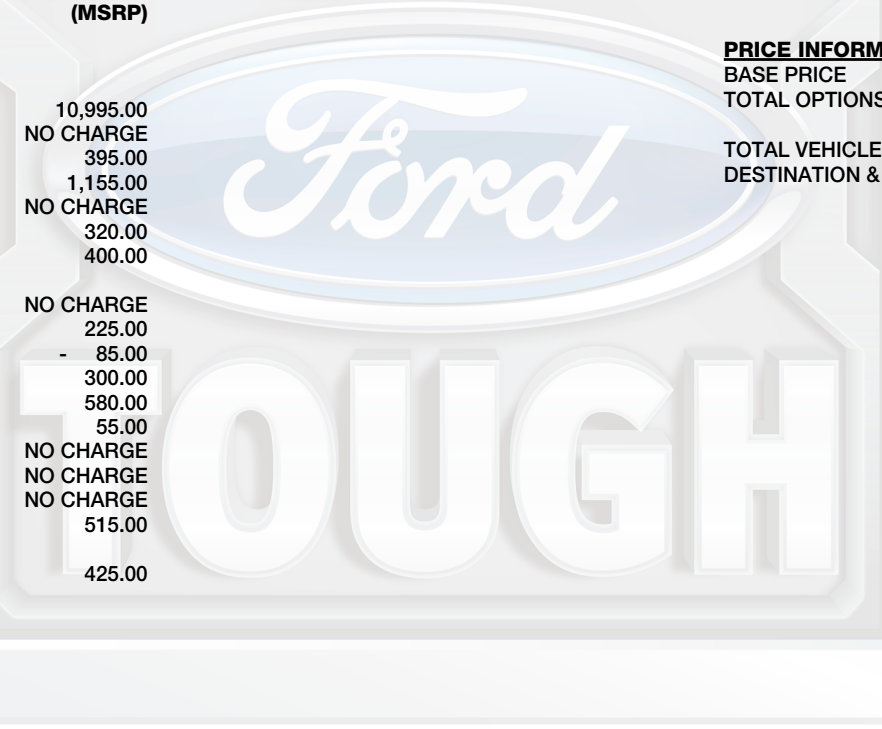 (MSRP)
10,995.00
NO CHARGE
395.00
1,155.00
NO CHARGE
320.00
400.00
NO CHARGE
225.00
- 85.00
300.00
580.00
55.00
NO CHARGE
NO CHARGE
NO CHARGE
515.00
425.00
PRICE INFORM
BASE PRICE
TOTAL OPTIONS
TOTAL VEHICLE
DESTINATION &
Ford
TOUGH